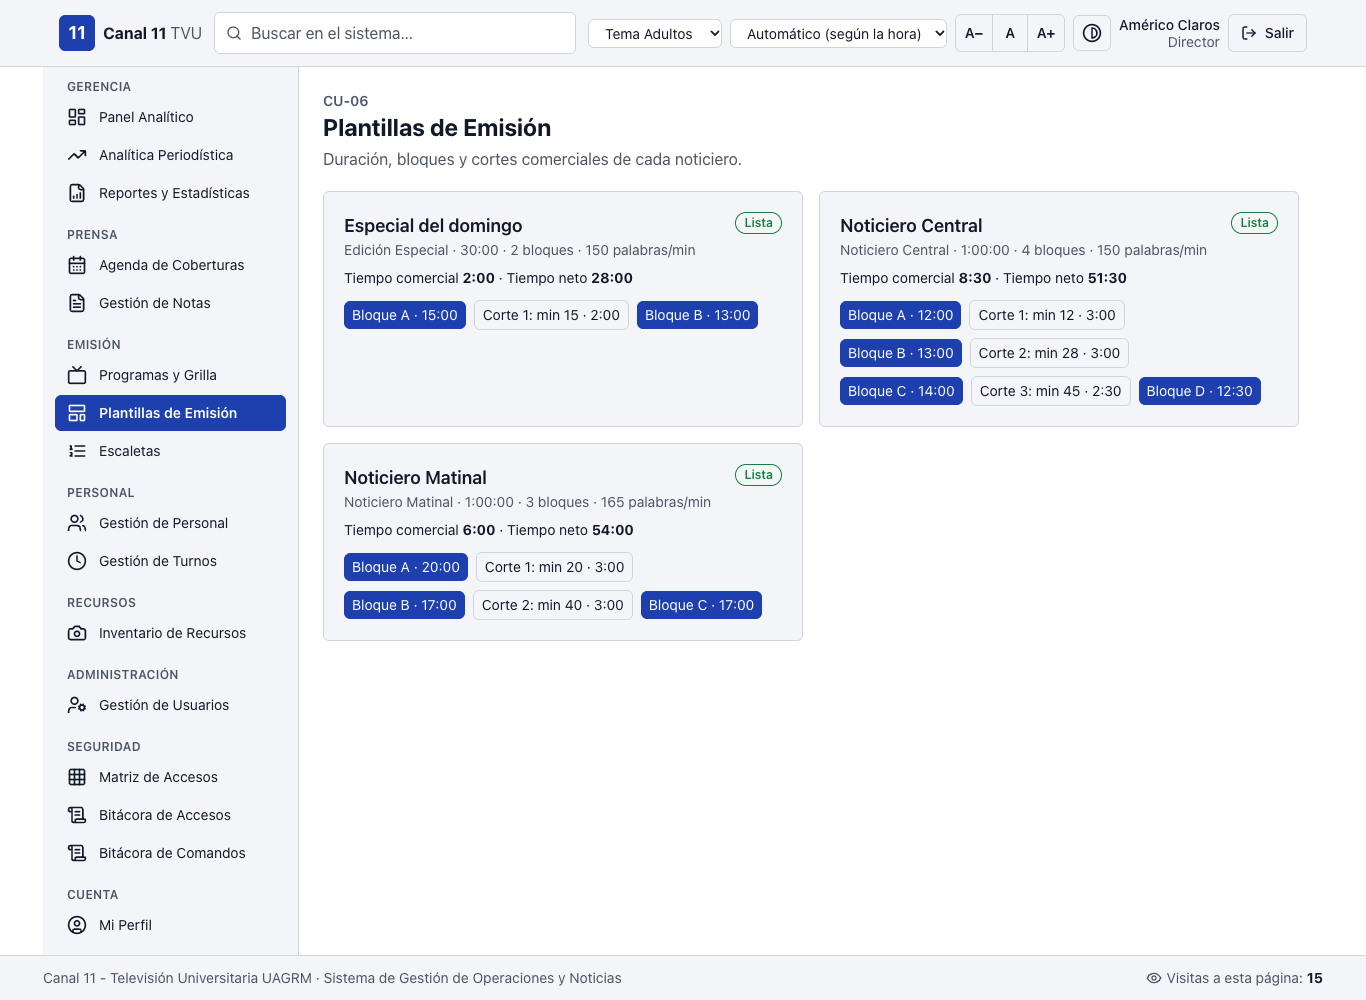 11 Canal 11 TVU
Buscar en el sistema...
Tema Adultos
Automático (según la hora)
A− A A+
Américo Claros
Director
Salir
GERENCIA
Panel Analítico
Analítica Periodística
Reportes y Estadísticas
PRENSA
Agenda de Coberturas
Gestión de Notas
EMISIÓN
Programas y Grilla
Plantillas de Emisión
Escaletas
PERSONAL
Gestión de Personal
Gestión de Turnos
RECURSOS
Inventario de Recursos
ADMINISTRACIÓN
Gestión de Usuarios
SEGURIDAD
Matriz de Accesos
Bitácora de Accesos
Bitácora de Comandos
CUENTA
Mi Perfil
CU-06
Plantillas de Emisión
Duración, bloques y cortes comerciales de cada noticiero.
Especial del domingo
Lista
Edición Especial · 30:00 · 2 bloques · 150 palabras/min
Tiempo comercial 2:00 · Tiempo neto 28:00
Bloque A · 15:00 Corte 1: min 15 · 2:00 Bloque B · 13:00
Noticiero Central
Lista
Noticiero Central · 1:00:00 · 4 bloques · 150 palabras/min
Tiempo comercial 8:30 · Tiempo neto 51:30
Bloque A · 12:00 Corte 1: min 12 · 3:00
Bloque B · 13:00 Corte 2: min 28 · 3:00
Bloque C · 14:00 Corte 3: min 45 · 2:30 Bloque D · 12:30
Noticiero Matinal
Lista
Noticiero Matinal · 1:00:00 · 3 bloques · 165 palabras/min
Tiempo comercial 6:00 · Tiempo neto 54:00
Bloque A · 20:00 Corte 1: min 20 · 3:00
Bloque B · 17:00 Corte 2: min 40 · 3:00 Bloque C · 17:00
Canal 11 - Televisión Universitaria UAGRM · Sistema de Gestión de Operaciones y Noticias
Visitas a esta página: 15